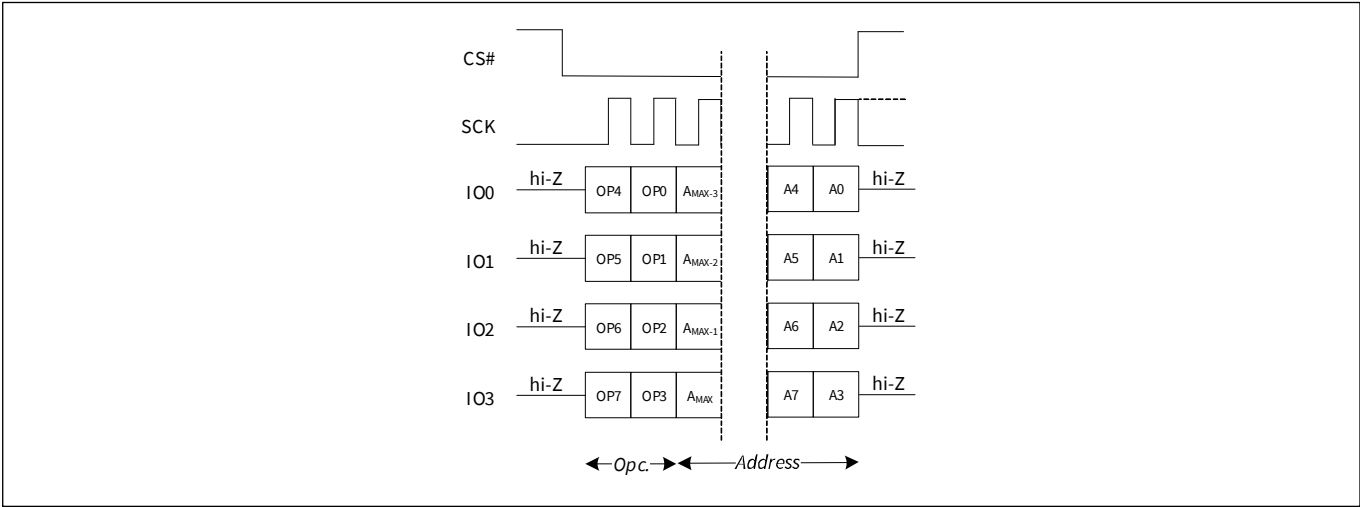 CS#
SCK
IO0 hi-Z OP4 OP0 AMAX-3 A4 A0 hi-Z
IO1 hi-Z OP5 OP1 AMAX-2 A5 A1 hi-Z
IO2 hi-Z OP6 OP2 AMAX-1 A6 A2 hi-Z
IO3 hi-Z OP7 OP3 AMAX A7 A3 hi-Z
Opc. Address